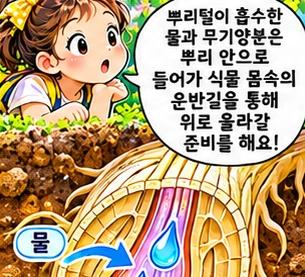 뿌리털이 흡수한
물과 무기양분은
뿌리 안으로
들어가 식물 몸속의
운반길을 통해
위로 올라갈
준비를 해요!
물